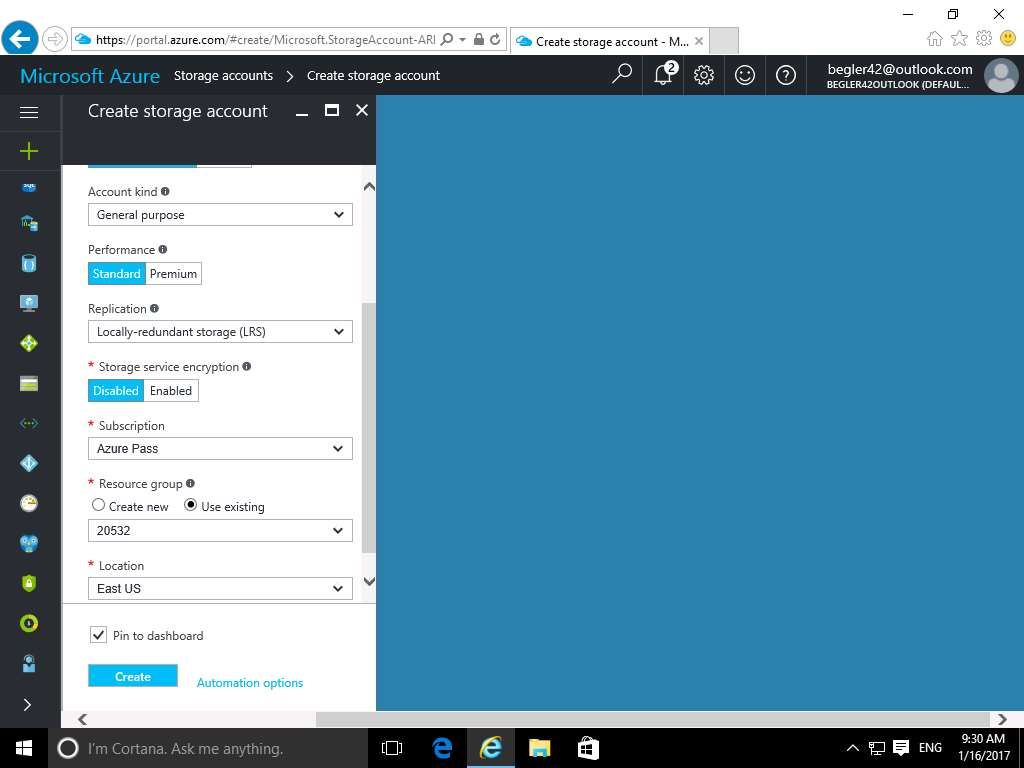 https://portal.azure.com/#create/Microsoft.StorageAccount-ARI
Create storage account - M...
Microsoft Azure Storage accounts > Create storage account
2
begler42@outlook.com
BEGLER42OUTLOOK (DEFAUL...
Create storage account
SQL
Account kind
General purpose
Performance
Standard Premium
Replication
Locally-redundant storage (LRS)
* Storage service encryption
Disabled Enabled
* Subscription
Azure Pass
* Resource group
Create new Use existing
20532
* Location
East US
Pin to dashboard
Create Automation options
I'm Cortana. Ask me anything.
ENG
9:30 AM
1/16/2017